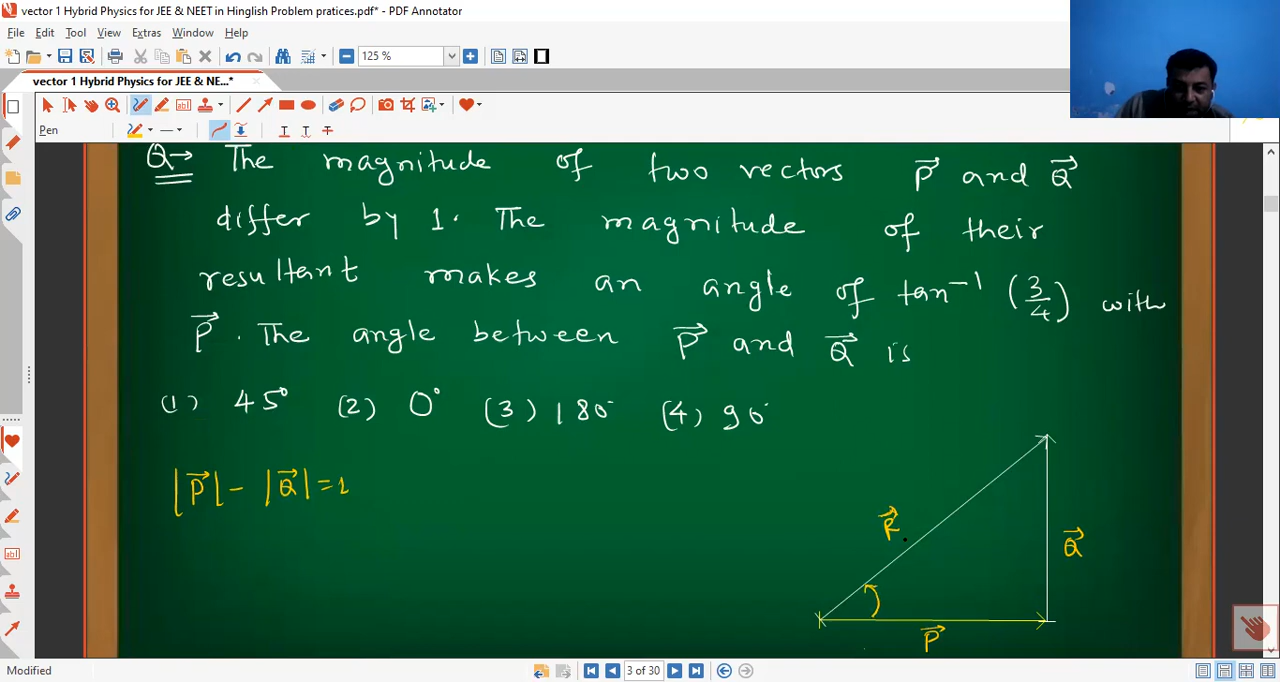 vector 1 Hybrid Physics for JEE & NEET in Hinglish Problem pratices.pdf* - PDF Annotator
File Edit Tool View Extras Window Help
125 %
vector 1 Hybrid Physics for JEE & NE...*
Pen
Q→ The magnitude of two vectors P⃗ and Q⃗
differ by 1. The magnitude of their
resultant makes an angle of tan⁻¹ (3/4) with
P⃗. The angle between P⃗ and Q⃗ is
(1) 45° (2) 0° (3) 180° (4) 90°
|P⃗| - |Q⃗| = 1
R⃗
Q⃗
P⃗
Modified
3 of 30